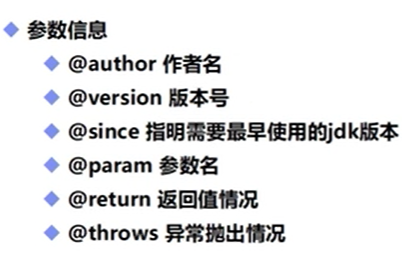 参数信息
@author 作者名
@version 版本号
@since 指明需要最早使用的jdk版本
@param 参数名
@return 返回值情况
@throws 异常抛出情况